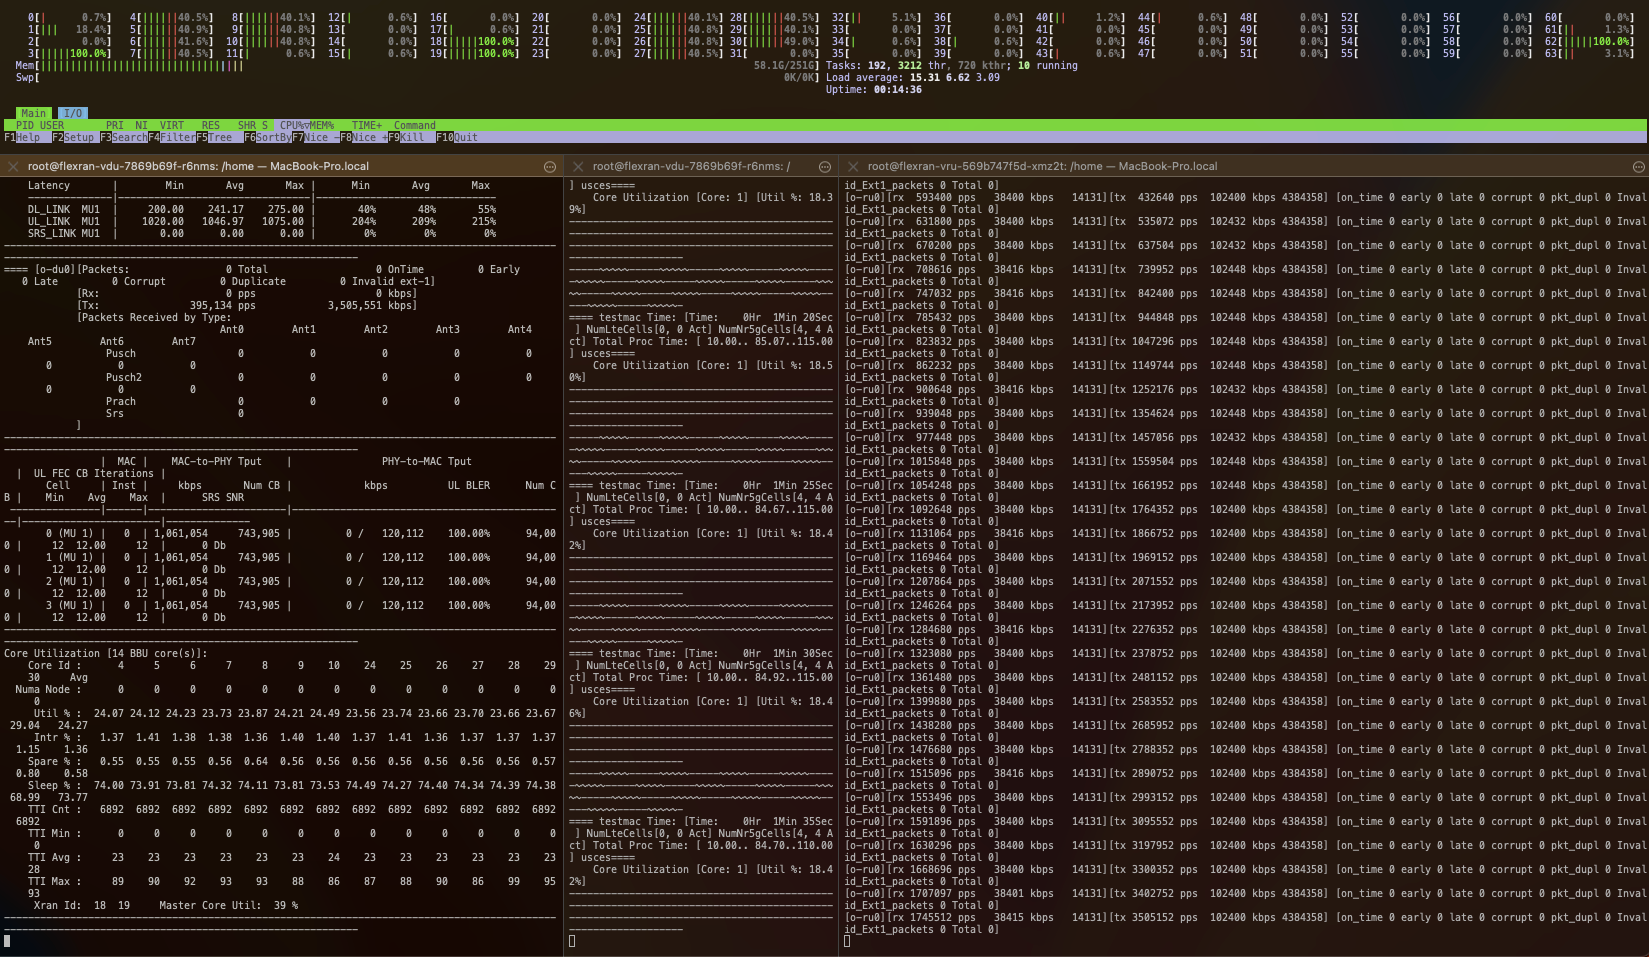 0[| 0.7%] 4[|||||||40.5%] 8[|||||||40.1%] 12[| 0.6%] 16[ 0.0%] 20[ 0.0%] 24[|||||||40.1%] 28[|||||||40.5%] 32[|| 5.1%] 36[ 0.0%] 40[|| 1.2%] 44[| 0.6%] 48[ 0.0%] 52[ 0.0%] 56[ 0.0%] 60[ 0.0%]
1[||| 18.4%] 5[|||||||40.9%] 9[|||||||40.8%] 13[ 0.0%] 17[| 0.6%] 21[ 0.0%] 25[|||||||40.8%] 29[|||||||40.8%] 33[ 0.0%] 37[ 0.0%] 41[ 0.0%] 45[ 0.0%] 49[ 0.0%] 53[ 0.0%] 57[ 0.0%] 61[|| 1.3%]
2[ 0.0%] 6[|||||||41.6%] 10[|||||||40.8%] 14[ 0.0%] 18[|||||100.0%] 22[ 0.0%] 26[|||||||40.8%] 30[|||||||49.0%] 34[| 0.6%] 38[| 0.6%] 42[ 0.0%] 46[ 0.0%] 50[ 0.0%] 54[ 0.0%] 58[ 0.0%] 62[|||||100.0%]
3[|||||100.0%] 7[|||||||40.5%] 11[| 0.6%] 15[| 0.6%] 19[|||||100.0%] 23[ 0.0%] 27[|||||||40.5%] 31[ 0.0%] 35[ 0.6%] 39[ 0.0%] 43[| 0.6%] 47[ 0.0%] 51[ 0.0%] 55[ 0.0%] 59[ 0.0%] 63[|| 3.1%]
Mem[ 58.1G/251G] Tasks: 192, 3212 thr, 720 kthr; 10 running
Swp[ 0K/0K] Load average: 15.31 6.62 3.09
Uptime: 00:14:36
Main I/O
PID USER PRI NI VIRT RES SHR S CPU%▽MEM% TIME+ Command
F1Help F2Setup F3SearchF4FilterF5Tree F6SortByF7Nice -F8Nice +F9Kill F10Quit
root@flexran-vdu-7869b69f-r6nms: /home — MacBook-Pro.local
Latency | Min Avg Max | Min Avg Max
DL_LINK MU1 | 200.00 241.17 275.00 | 40% 48% 55%
UL_LINK MU1 | 1020.00 1046.97 1075.00 | 204% 209% 215%
SRS_LINK MU1 | 0.00 0.00 0.00 | 0% 0% 0%
==== [o-du0][Packets: 0 Total 0 OnTime 0 Early
0 Late 0 Corrupt 0 Duplicate 0 Invalid ext-1]
[Rx: 0 pps 0 kbps]
[Tx: 395,134 pps 3,505,551 kbps]
[Packets Received by Type:
Ant0 Ant1 Ant2 Ant3 Ant4
Ant5 Ant6 Ant7
Pusch 0 0 0 0 0
0 0 0
Pusch2 0 0 0 0 0
0 0 0
Prach 0 0 0 0
Srs 0
]
| MAC | MAC-to-PHY Tput | PHY-to-MAC Tput
| UL FEC CB Iterations |
Cell | Inst | kbps Num CB | kbps UL BLER Num C
B | Min Avg Max | SRS SNR
0 (MU 1) | 0 | 1,061,054 743,905 | 0 / 120,112 100.00% 94,00
0 | 12 12.00 12 | 0 Db
1 (MU 1) | 0 | 1,061,054 743,905 | 0 / 120,112 100.00% 94,00
0 | 12 12.00 12 | 0 Db
2 (MU 1) | 0 | 1,061,054 743,905 | 0 / 120,112 100.00% 94,00
0 | 12 12.00 12 | 0 Db
3 (MU 1) | 0 | 1,061,054 743,905 | 0 / 120,112 100.00% 94,00
0 | 12 12.00 12 | 0 Db
Core Utilization [14 BBU core(s)]:
Core Id : 4 5 6 7 8 9 10 24 25 26 27 28 29
30 Avg
Numa Node : 0 0 0 0 0 0 0 0 0 0 0 0 0
0
Util % : 24.07 24.12 24.23 23.73 23.87 24.21 24.49 23.56 23.74 23.66 23.70 23.66 23.67
29.04 24.27
Intr % : 1.37 1.41 1.38 1.38 1.36 1.40 1.40 1.37 1.41 1.36 1.37 1.37 1.37
1.15 1.36
Spare % : 0.55 0.55 0.55 0.56 0.64 0.56 0.56 0.56 0.56 0.56 0.56 0.56 0.57
0.80 0.58
Sleep % : 74.00 73.91 73.81 74.32 74.11 73.81 73.53 74.49 74.27 74.40 74.34 74.39 74.38
68.99 73.77
TTI Cnt : 6892 6892 6892 6892 6892 6892 6892 6892 6892 6892 6892 6892 6892
6892
TTI Min : 0 0 0 0 0 0 0 0 0 0 0 0 0
0
TTI Avg : 23 23 23 23 23 23 24 23 23 23 23 23 23
28
TTI Max : 89 90 92 93 93 88 86 87 88 90 86 99 95
93
Xran Id: 18 19 Master Core Util: 39 %
root@flexran-vdu-7869b69f-r6nms: /
] usces====
Core Utilization [Core: 1] [Util %: 18.3
9%]
==== testmac Time: [Time: 0Hr 1Min 20Sec
] NumLteCells[0, 0 Act] NumNr5gCells[4, 4 A
ct] Total Proc Time: [ 10.00.. 85.07..115.00
] usces====
Core Utilization [Core: 1] [Util %: 18.5
0%]
==== testmac Time: [Time: 0Hr 1Min 25Sec
] NumLteCells[0, 0 Act] NumNr5gCells[4, 4 A
ct] Total Proc Time: [ 10.00.. 84.67..115.00
] usces====
Core Utilization [Core: 1] [Util %: 18.4
2%]
==== testmac Time: [Time: 0Hr 1Min 30Sec
] NumLteCells[0, 0 Act] NumNr5gCells[4, 4 A
ct] Total Proc Time: [ 10.00.. 84.92..115.00
] usces====
Core Utilization [Core: 1] [Util %: 18.4
6%]
==== testmac Time: [Time: 0Hr 1Min 35Sec
] NumLteCells[0, 0 Act] NumNr5gCells[4, 4 A
ct] Total Proc Time: [ 10.00.. 84.70..110.00
] usces====
Core Utilization [Core: 1] [Util %: 18.4
2%]
root@flexran-vru-569b747f5d-xmz2t: /home — MacBook-Pro.local
id_Ext1_packets 0 Total 0]
[o-ru0][rx 593400 pps 38400 kbps 14131][tx 432640 pps 102400 kbps 4384358] [on_time 0 early 0 late 0 corrupt 0 pkt_dupl 0 Inval
id_Ext1_packets 0 Total 0]
[o-ru0][rx 631800 pps 38400 kbps 14131][tx 535072 pps 102432 kbps 4384358] [on_time 0 early 0 late 0 corrupt 0 pkt_dupl 0 Inval
id_Ext1_packets 0 Total 0]
[o-ru0][rx 670200 pps 38400 kbps 14131][tx 637504 pps 102432 kbps 4384358] [on_time 0 early 0 late 0 corrupt 0 pkt_dupl 0 Inval
id_Ext1_packets 0 Total 0]
[o-ru0][rx 708616 pps 38416 kbps 14131][tx 739952 pps 102448 kbps 4384358] [on_time 0 early 0 late 0 corrupt 0 pkt_dupl 0 Inval
id_Ext1_packets 0 Total 0]
[o-ru0][rx 747032 pps 38416 kbps 14131][tx 842400 pps 102448 kbps 4384358] [on_time 0 early 0 late 0 corrupt 0 pkt_dupl 0 Inval
id_Ext1_packets 0 Total 0]
[o-ru0][rx 785432 pps 38400 kbps 14131][tx 944848 pps 102448 kbps 4384358] [on_time 0 early 0 late 0 corrupt 0 pkt_dupl 0 Inval
id_Ext1_packets 0 Total 0]
[o-ru0][rx 823832 pps 38400 kbps 14131][tx 1047296 pps 102448 kbps 4384358] [on_time 0 early 0 late 0 corrupt 0 pkt_dupl 0 Inval
id_Ext1_packets 0 Total 0]
[o-ru0][rx 862232 pps 38400 kbps 14131][tx 1149744 pps 102448 kbps 4384358] [on_time 0 early 0 late 0 corrupt 0 pkt_dupl 0 Inval
id_Ext1_packets 0 Total 0]
[o-ru0][rx 900648 pps 38416 kbps 14131][tx 1252176 pps 102432 kbps 4384358] [on_time 0 early 0 late 0 corrupt 0 pkt_dupl 0 Inval
id_Ext1_packets 0 Total 0]
[o-ru0][rx 939048 pps 38400 kbps 14131][tx 1354624 pps 102448 kbps 4384358] [on_time 0 early 0 late 0 corrupt 0 pkt_dupl 0 Inval
id_Ext1_packets 0 Total 0]
[o-ru0][rx 977448 pps 38400 kbps 14131][tx 1457056 pps 102432 kbps 4384358] [on_time 0 early 0 late 0 corrupt 0 pkt_dupl 0 Inval
id_Ext1_packets 0 Total 0]
[o-ru0][rx 1015848 pps 38400 kbps 14131][tx 1559504 pps 102448 kbps 4384358] [on_time 0 early 0 late 0 corrupt 0 pkt_dupl 0 Inval
id_Ext1_packets 0 Total 0]
[o-ru0][rx 1054248 pps 38400 kbps 14131][tx 1661952 pps 102448 kbps 4384358] [on_time 0 early 0 late 0 corrupt 0 pkt_dupl 0 Inval
id_Ext1_packets 0 Total 0]
[o-ru0][rx 1092648 pps 38400 kbps 14131][tx 1764352 pps 102400 kbps 4384358] [on_time 0 early 0 late 0 corrupt 0 pkt_dupl 0 Inval
id_Ext1_packets 0 Total 0]
[o-ru0][rx 1131064 pps 38416 kbps 14131][tx 1866752 pps 102400 kbps 4384358] [on_time 0 early 0 late 0 corrupt 0 pkt_dupl 0 Inval
id_Ext1_packets 0 Total 0]
[o-ru0][rx 1169464 pps 38400 kbps 14131][tx 1969152 pps 102400 kbps 4384358] [on_time 0 early 0 late 0 corrupt 0 pkt_dupl 0 Inval
id_Ext1_packets 0 Total 0]
[o-ru0][rx 1207864 pps 38400 kbps 14131][tx 2071552 pps 102400 kbps 4384358] [on_time 0 early 0 late 0 corrupt 0 pkt_dupl 0 Inval
id_Ext1_packets 0 Total 0]
[o-ru0][rx 1246264 pps 38400 kbps 14131][tx 2173952 pps 102400 kbps 4384358] [on_time 0 early 0 late 0 corrupt 0 pkt_dupl 0 Inval
id_Ext1_packets 0 Total 0]
[o-ru0][rx 1284680 pps 38416 kbps 14131][tx 2276352 pps 102400 kbps 4384358] [on_time 0 early 0 late 0 corrupt 0 pkt_dupl 0 Inval
id_Ext1_packets 0 Total 0]
[o-ru0][rx 1323080 pps 38400 kbps 14131][tx 2378752 pps 102400 kbps 4384358] [on_time 0 early 0 late 0 corrupt 0 pkt_dupl 0 Inval
id_Ext1_packets 0 Total 0]
[o-ru0][rx 1361480 pps 38400 kbps 14131][tx 2481152 pps 102400 kbps 4384358] [on_time 0 early 0 late 0 corrupt 0 pkt_dupl 0 Inval
id_Ext1_packets 0 Total 0]
[o-ru0][rx 1399880 pps 38400 kbps 14131][tx 2583552 pps 102400 kbps 4384358] [on_time 0 early 0 late 0 corrupt 0 pkt_dupl 0 Inval
id_Ext1_packets 0 Total 0]
[o-ru0][rx 1438280 pps 38400 kbps 14131][tx 2685952 pps 102400 kbps 4384358] [on_time 0 early 0 late 0 corrupt 0 pkt_dupl 0 Inval
id_Ext1_packets 0 Total 0]
[o-ru0][rx 1476680 pps 38400 kbps 14131][tx 2788352 pps 102400 kbps 4384358] [on_time 0 early 0 late 0 corrupt 0 pkt_dupl 0 Inval
id_Ext1_packets 0 Total 0]
[o-ru0][rx 1515096 pps 38416 kbps 14131][tx 2890752 pps 102400 kbps 4384358] [on_time 0 early 0 late 0 corrupt 0 pkt_dupl 0 Inval
id_Ext1_packets 0 Total 0]
[o-ru0][rx 1553496 pps 38400 kbps 14131][tx 2993152 pps 102400 kbps 4384358] [on_time 0 early 0 late 0 corrupt 0 pkt_dupl 0 Inval
id_Ext1_packets 0 Total 0]
[o-ru0][rx 1591896 pps 38400 kbps 14131][tx 3095552 pps 102400 kbps 4384358] [on_time 0 early 0 late 0 corrupt 0 pkt_dupl 0 Inval
id_Ext1_packets 0 Total 0]
[o-ru0][rx 1630296 pps 38400 kbps 14131][tx 3197952 pps 102400 kbps 4384358] [on_time 0 early 0 late 0 corrupt 0 pkt_dupl 0 Inval
id_Ext1_packets 0 Total 0]
[o-ru0][rx 1668696 pps 38400 kbps 14131][tx 3300352 pps 102400 kbps 4384358] [on_time 0 early 0 late 0 corrupt 0 pkt_dupl 0 Inval
id_Ext1_packets 0 Total 0]
[o-ru0][rx 1707097 pps 38401 kbps 14131][tx 3402752 pps 102400 kbps 4384358] [on_time 0 early 0 late 0 corrupt 0 pkt_dupl 0 Inval
id_Ext1_packets 0 Total 0]
[o-ru0][rx 1745512 pps 38415 kbps 14131][tx 3505152 pps 102400 kbps 4384358] [on_time 0 early 0 late 0 corrupt 0 pkt_dupl 0 Inval
id_Ext1_packets 0 Total 0]